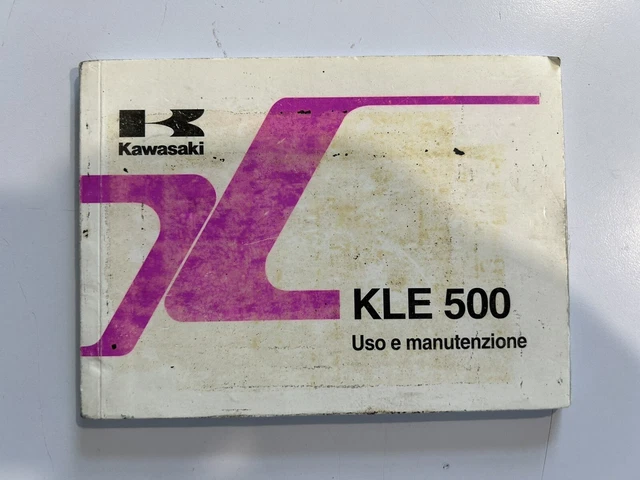 Kawasaki
KLE 500
Uso e manutenzione